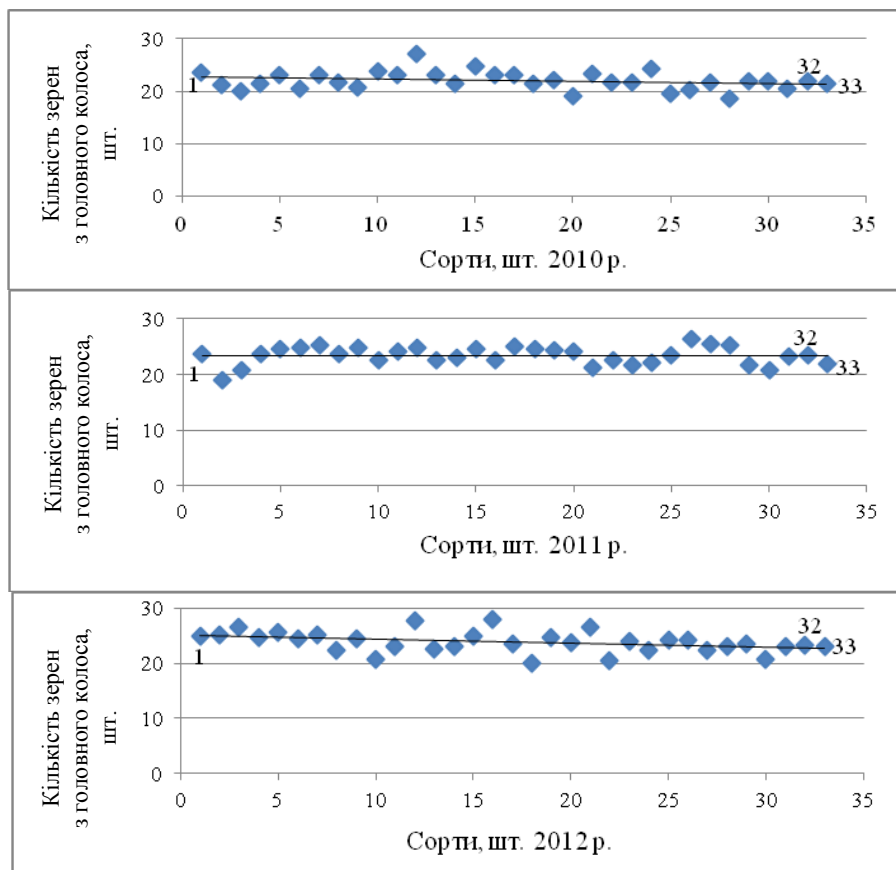 Кількість зерен
з головного колоса,
шт.
30
20
10
0
1
32
33
0 5 10 15 20 25 30 35
Сорти, шт. 2010 р.
Кількість зерен
з головного колоса,
шт.
30
20
10
0
1
32
33
0 5 10 15 20 25 30 35
Сорти, шт. 2011 р.
Кількість зерен
з головного колоса,
шт.
30
20
10
0
1
32
33
0 5 10 15 20 25 30 35
Сорти, шт. 2012 р.